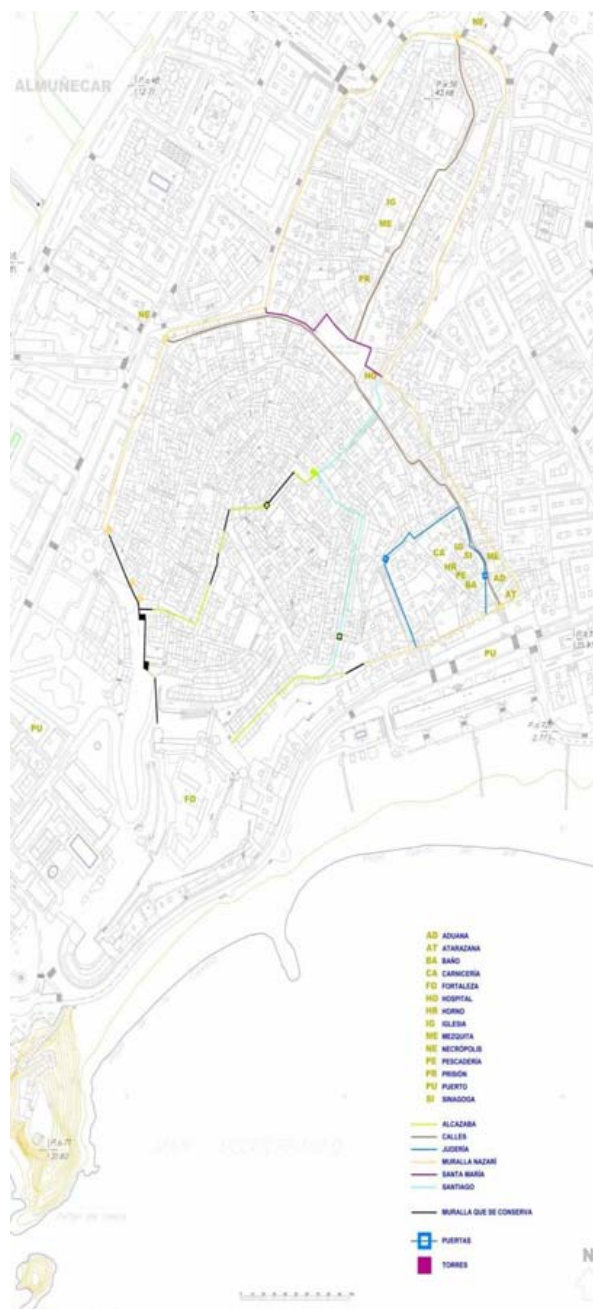 NE
ALMUÑECAR
IG
ME
PR
NE
HO
CA
IG
SI
ME
HR
PE
AD
BA
AT
PU
PU
FO
AD ADUANA
AT ATARAZANA
BA BAÑO
CA CARNICERÍA
FO FORTALEZA
HO HOSPITAL
HR HORNO
IG IGLESIA
ME MEZQUITA
NE NECRÓPOLIS
PE PESCADERÍA
PR PRISIÓN
PU PUERTO
SI SINAGOGA
ALCAZABA
CALLES
JUDERÍA
MURALLA NAZARÍ
SANTA MARÍA
SANTIAGO
MURALLA QUE SE CONSERVA
PUERTAS
TORRES
N